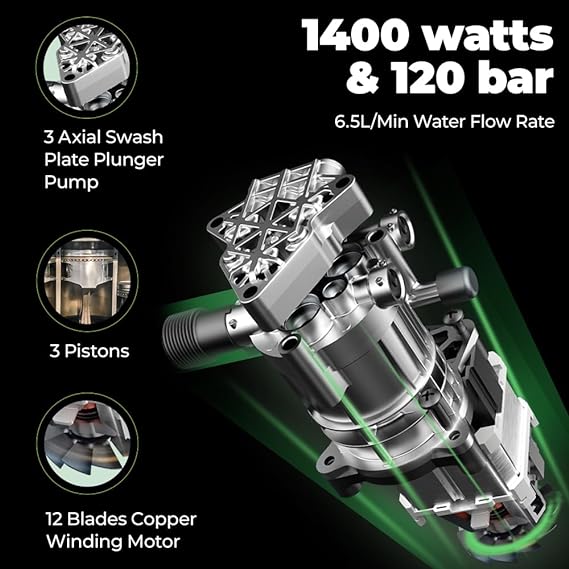 1400 watts
& 120 bar
6.5L/Min Water Flow Rate
3 Axial Swash
Plate Plunger
Pump
3 Pistons
12 Blades Copper
Winding Motor